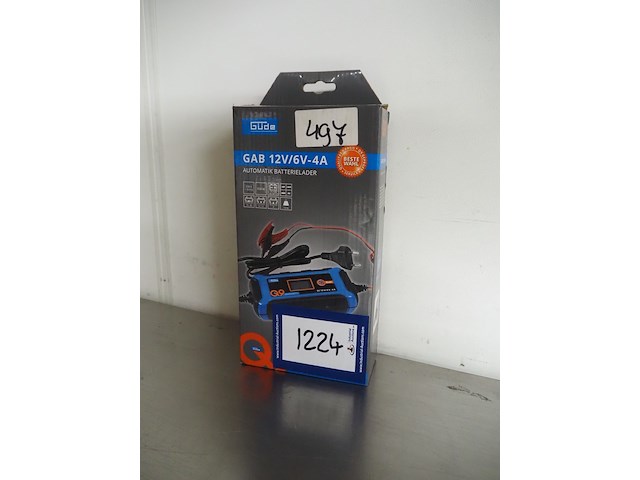 GÜDE
497
GAB 12V/6V-4A
AUTOMATIK BATTERIELADER
BESTE
WAHL
1224